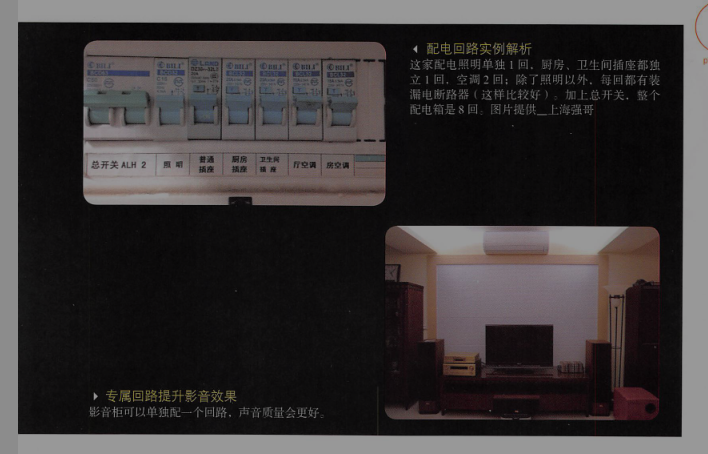 配电回路实例解析
这家配电照明单独1回，厨房、卫生间插座都独
立1回，空调2回；除了照明以外，每回都有装
漏电断路器（这样比较好）。加上总开关，整个
配电箱是8回。图片提供__上海强哥
总开关 ALH 2
照 明
普通
插座
厨房
插座
卫生间
插 座
厅空调
房空调
专属回路提升影音效果
影音柜可以单独配一个回路，声音质量会更好。